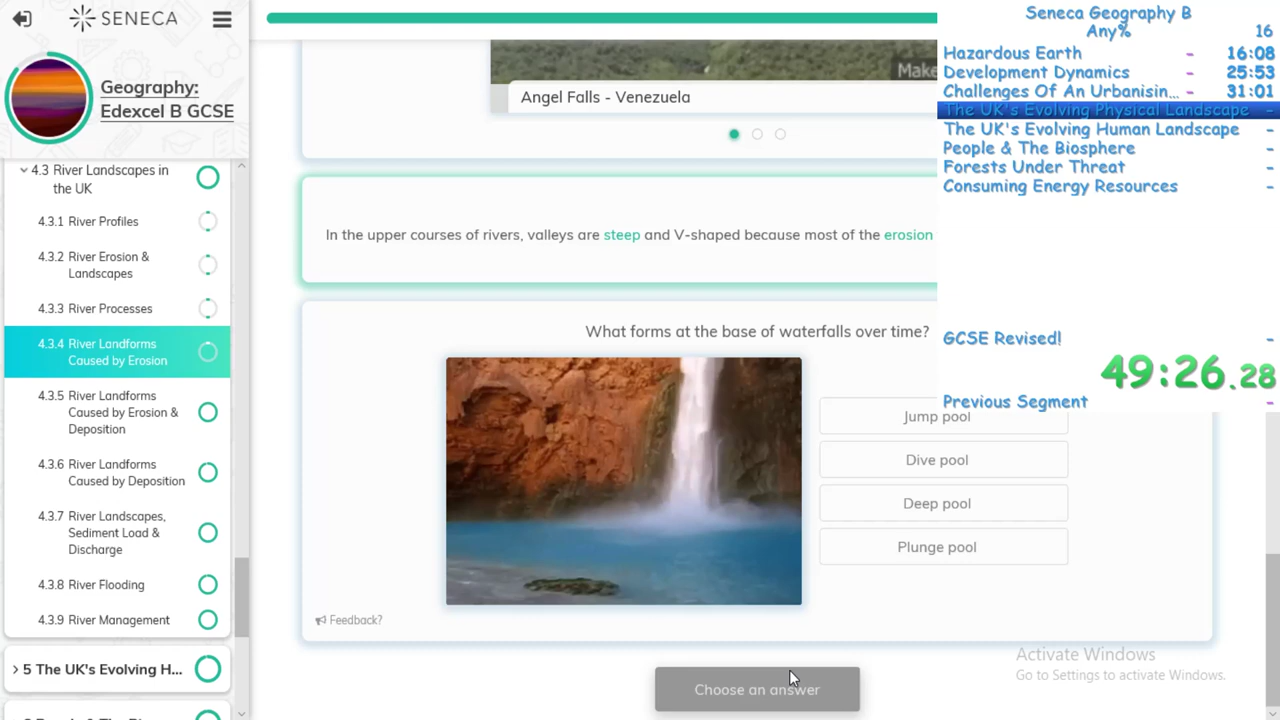 SENECA
Geography:
Edexcel B GCSE
4.3 River Landscapes in
the UK
4.3.1 River Profiles
4.3.2 River Erosion &
Landscapes
4.3.3 River Processes
4.3.4 River Landforms
Caused by Erosion
4.3.5 River Landforms
Caused by Erosion &
Deposition
4.3.6 River Landforms
Caused by Deposition
4.3.7 River Landscapes,
Sediment Load &
Discharge
4.3.8 River Flooding
4.3.9 River Management
5 The UK's Evolving H...
Make
Angel Falls - Venezuela
In the upper courses of rivers, valleys are steep and V-shaped because most of the erosion
What forms at the base of waterfalls over time?
Jump pool
Dive pool
Deep pool
Plunge pool
Feedback?
Choose an answer
Activate Windows
Go to Settings to activate Windows.
Seneca Geography B
Any% 16
Hazardous Earth - 16:08
Development Dynamics - 25:53
Challenges Of An Urbanisin... - 31:01
The UK's Evolving Physical Landscape -
The UK's Evolving Human Landscape -
People & The Biosphere -
Forests Under Threat -
Consuming Energy Resources -
GCSE Revised! -
49:26.28
Previous Segment -